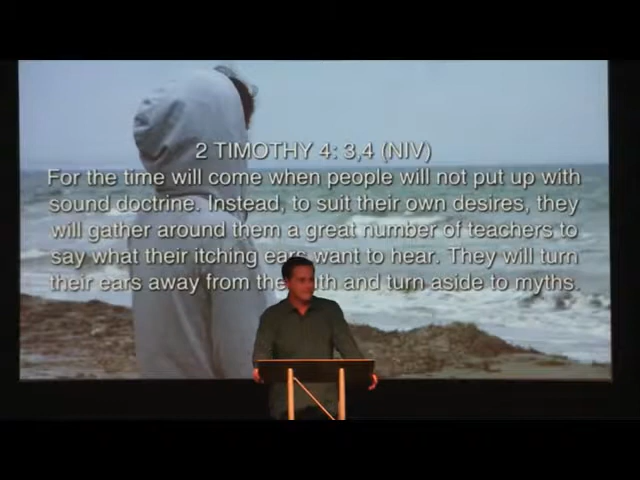 2 TIMOTHY 4: 3,4 (NIV)
For the time will come when people will not put up with
sound doctrine. Instead, to suit their own desires, they
will gather around them a great number of teachers to
say what their itching ears want to hear. They will turn
their ears away from the th and turn aside to myths.